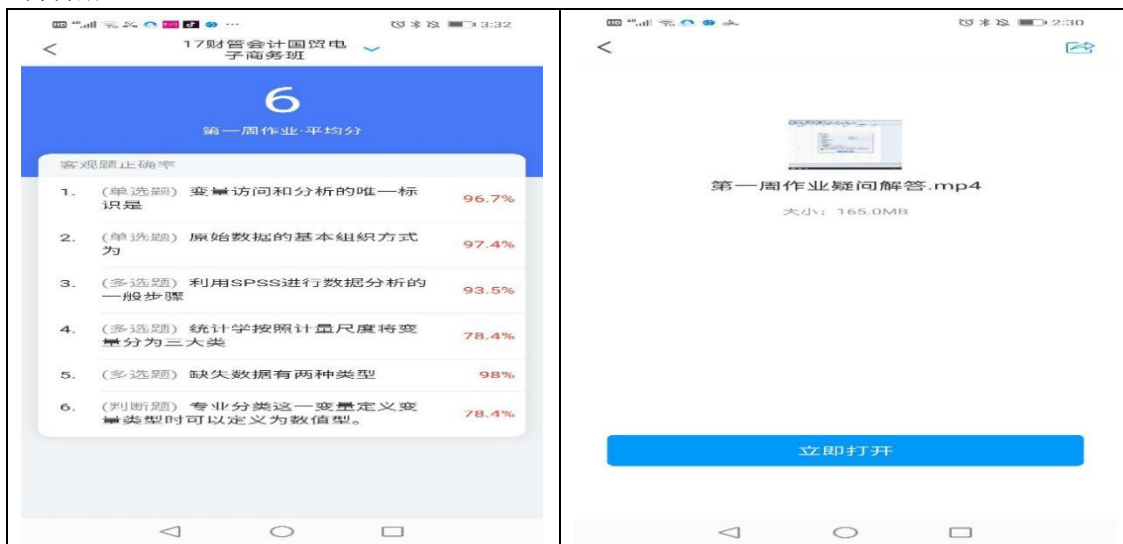 3:32
17财管会计国贸电
子商务班
6
第一周作业·平均分
客观题正确率
1. (单选题) 变量访问和分析的唯一标
识是
96.7%
2. (单选题) 原始数据的基本组织方式
为
97.4%
3. (多选题) 利用SPSS进行数据分析的
一般步骤
93.5%
4. (多选题) 统计学按照计量尺度将变
量分为三大类
78.4%
5. (多选题) 缺失数据有两种类型
98%
6. (判断题) 专业分类这一变量定义变
量类型时可以定义为数值型。
78.4%
2:30
第一周作业疑问解答.mp4
大小：165.0MB
立即打开